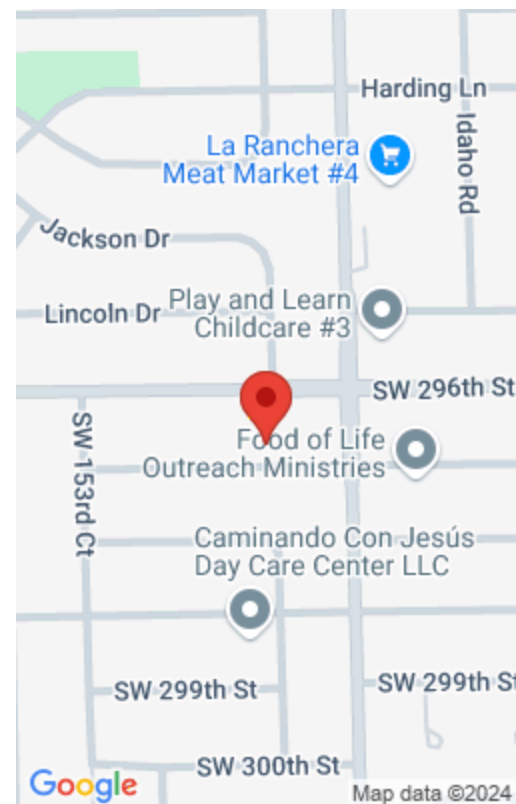 Harding Ln
La Ranchera
Meat Market #4
Idaho Rd
Jackson Dr
Lincoln Dr
Play and Learn
Childcare #3
SW 296th St
SW 153rd Ct
Food of Life
Outreach Ministries
Caminando Con Jesús
Day Care Center LLC
SW 299th St
SW 299th St
SW 300th St
Google
Map data ©2024